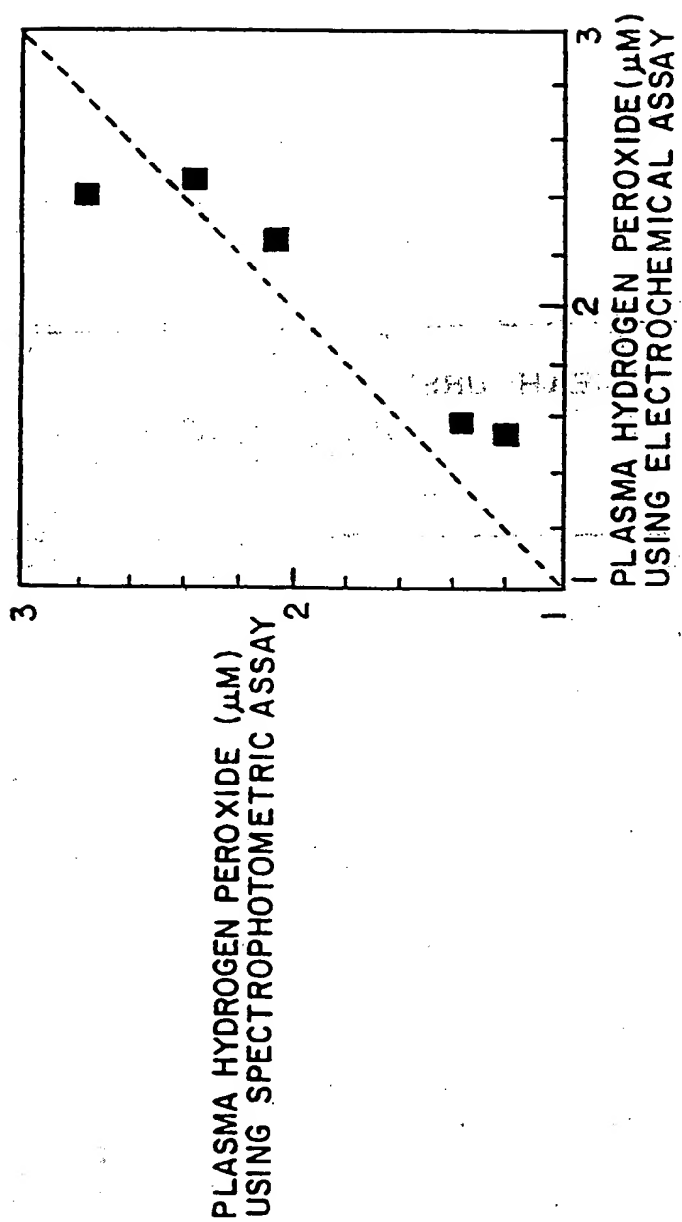 PLASMA HYDROGEN PEROXIDE (μM)
USING SPECTROPHOTOMETRIC ASSAY
3
2
1
1
2
3
PLASMA HYDROGEN PEROXIDE (μM)
USING ELECTROCHEMICAL ASSAY